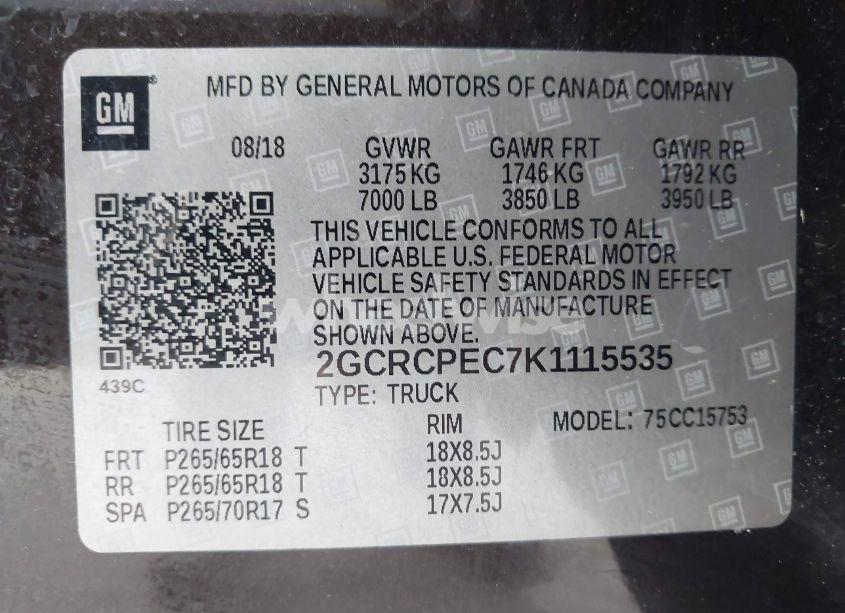 GM
MFD BY GENERAL MOTORS OF CANADA COMPANY
08/18 GVWR GAWR FRT GAWR RR
3175 KG 1746 KG 1792 KG
7000 LB 3850 LB 3950 LB
THIS VEHICLE CONFORMS TO ALL
APPLICABLE U.S. FEDERAL MOTOR
VEHICLE SAFETY STANDARDS IN EFFECT
ON THE DATE OF MANUFACTURE
SHOWN ABOVE.
2GCRCPEC7K1115535
439C
TYPE: TRUCK
TIRE SIZE RIM MODEL: 75CC15753
FRT P265/65R18 T 18X8.5J
RR P265/65R18 T 18X8.5J
SPA P265/70R17 S 17X7.5J